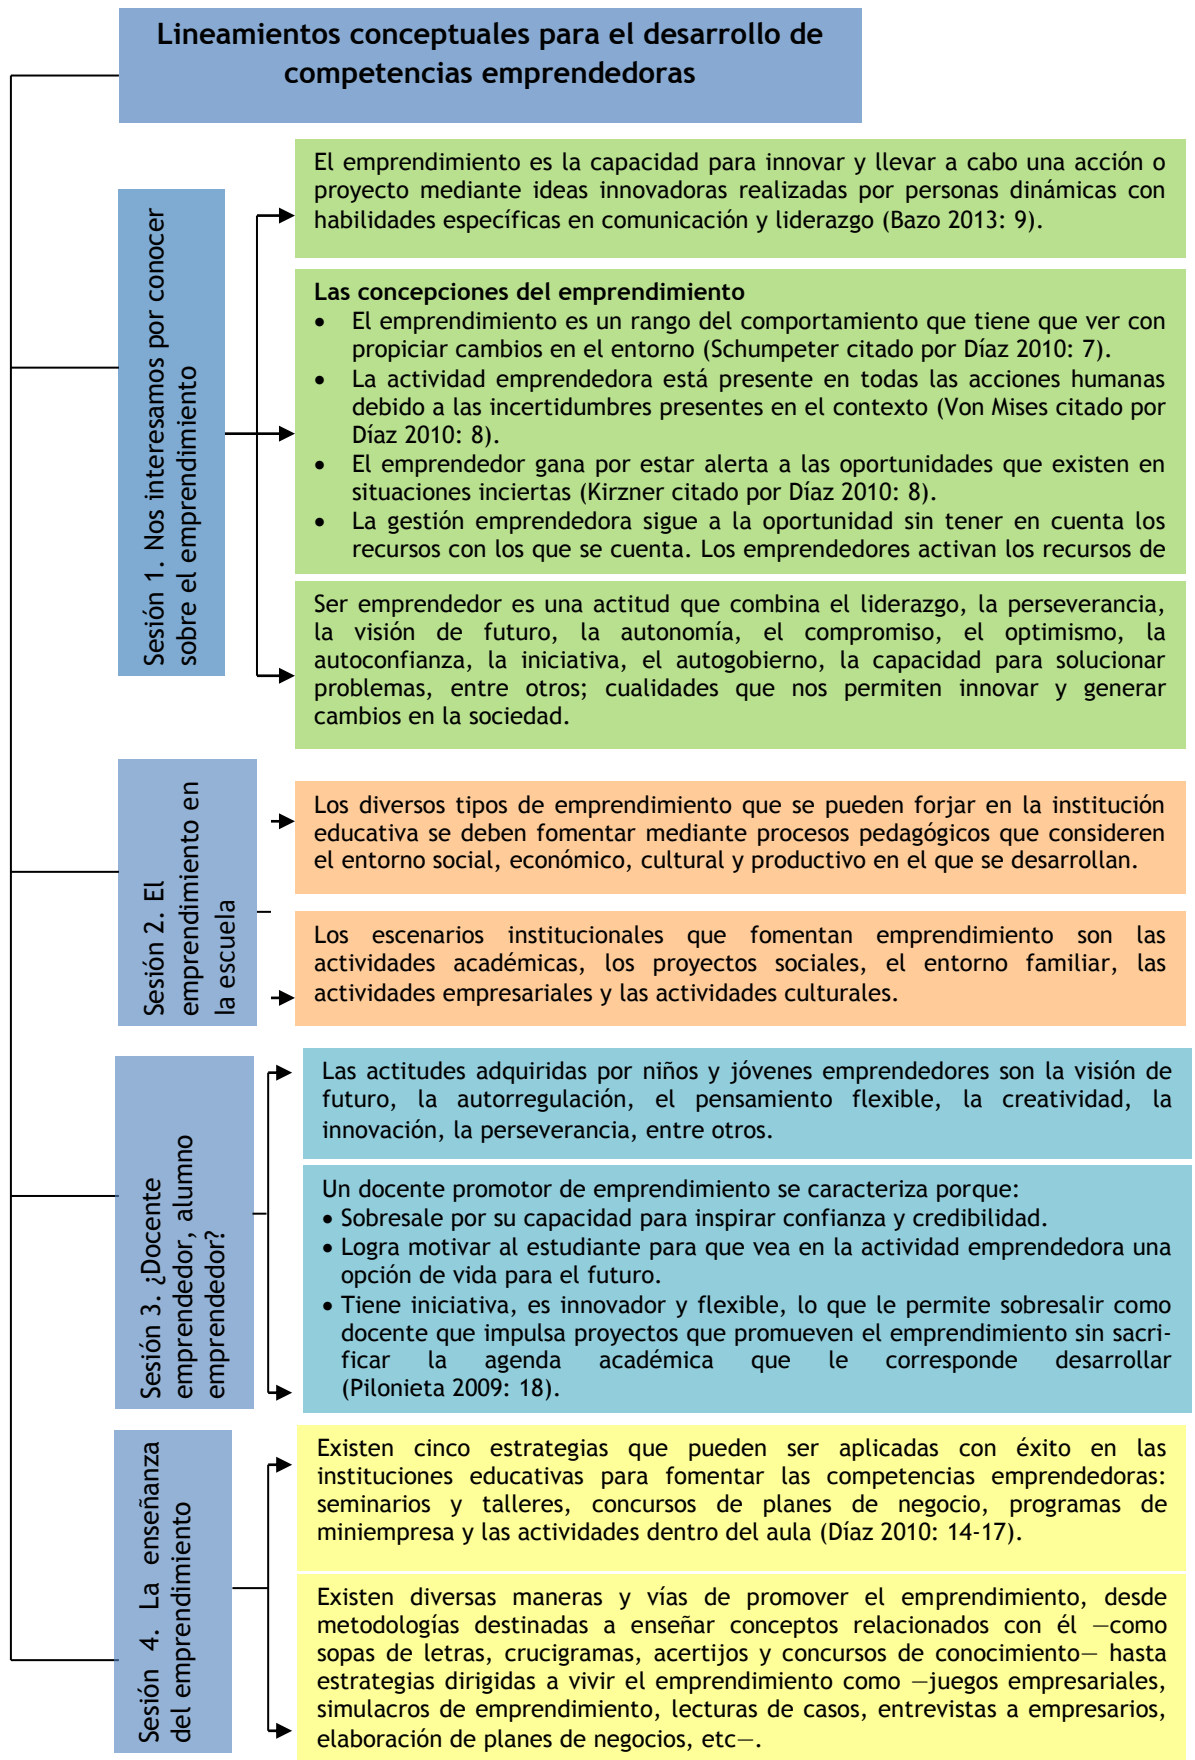 Lineamientos conceptuales para el desarrollo de
competencias emprendedoras
Sesión 1. Nos interesamos por conocer
sobre el emprendimiento
El emprendimiento es la capacidad para innovar y llevar a cabo una acción o
proyecto mediante ideas innovadoras realizadas por personas dinámicas con
habilidades específicas en comunicación y liderazgo (Bazo 2013: 9).
Las concepciones del emprendimiento
• El emprendimiento es un rango del comportamiento que tiene que ver con
propiciar cambios en el entorno (Schumpeter citado por Díaz 2010: 7).
• La actividad emprendedora está presente en todas las acciones humanas
debido a las incertidumbres presentes en el contexto (Von Mises citado por
Díaz 2010: 8).
• El emprendedor gana por estar alerta a las oportunidades que existen en
situaciones inciertas (Kirzner citado por Díaz 2010: 8).
• La gestión emprendedora sigue a la oportunidad sin tener en cuenta los
recursos con los que se cuenta. Los emprendedores activan los recursos de
Ser emprendedor es una actitud que combina el liderazgo, la perseverancia,
la visión de futuro, la autonomía, el compromiso, el optimismo, la
autoconfianza, la iniciativa, el autogobierno, la capacidad para solucionar
problemas, entre otros; cualidades que nos permiten innovar y generar
cambios en la sociedad.
Sesión 2. El
emprendimiento en
la escuela
Los diversos tipos de emprendimiento que se pueden forjar en la institución
educativa se deben fomentar mediante procesos pedagógicos que consideren
el entorno social, económico, cultural y productivo en el que se desarrollan.
Los escenarios institucionales que fomentan emprendimiento son las
actividades académicas, los proyectos sociales, el entorno familiar, las
actividades empresariales y las actividades culturales.
Sesión 3. ¿Docente
emprendedor, alumno
emprendedor?
Las actitudes adquiridas por niños y jóvenes emprendedores son la visión de
futuro, la autorregulación, el pensamiento flexible, la creatividad, la
innovación, la perseverancia, entre otros.
Un docente promotor de emprendimiento se caracteriza porque:
• Sobresale por su capacidad para inspirar confianza y credibilidad.
• Logra motivar al estudiante para que vea en la actividad emprendedora una
opción de vida para el futuro.
• Tiene iniciativa, es innovador y flexible, lo que le permite sobresalir como
docente que impulsa proyectos que promueven el emprendimiento sin sacri-
ficar la agenda académica que le corresponde desarrollar
(Pilonieta 2009: 18).
Sesión 4. La enseñanza
del emprendimiento
Existen cinco estrategias que pueden ser aplicadas con éxito en las
instituciones educativas para fomentar las competencias emprendedoras:
seminarios y talleres, concursos de planes de negocio, programas de
miniempresa y las actividades dentro del aula (Díaz 2010: 14-17).
Existen diversas maneras y vías de promover el emprendimiento, desde
metodologías destinadas a enseñar conceptos relacionados con él —como
sopas de letras, crucigramas, acertijos y concursos de conocimiento— hasta
estrategias dirigidas a vivir el emprendimiento como —juegos empresariales,
simulacros de emprendimiento, lecturas de casos, entrevistas a empresarios,
elaboración de planes de negocios, etc—.